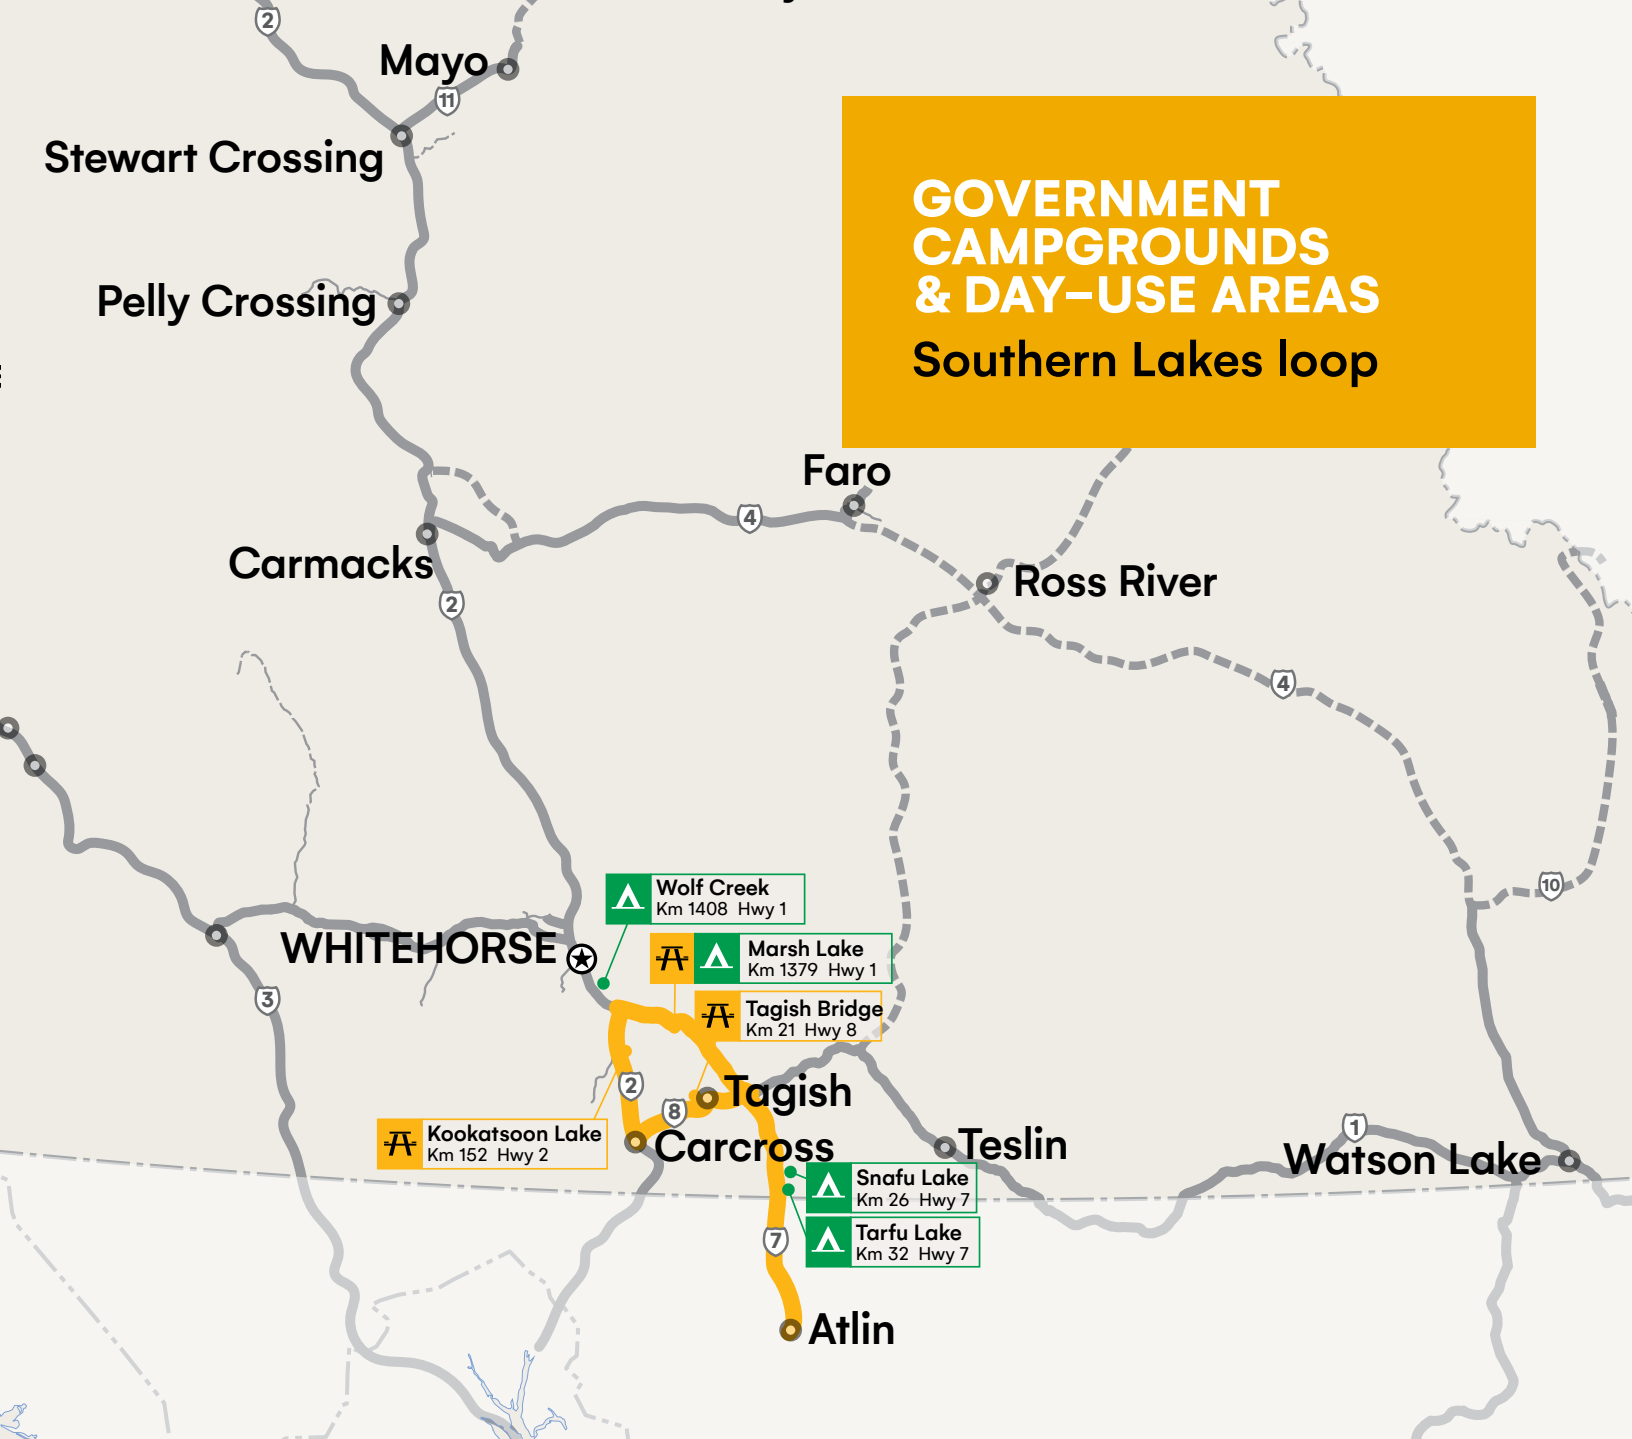 2
Mayo
11
Stewart Crossing
GOVERNMENT
CAMPGROUNDS
& DAY–USE AREAS
Southern Lakes loop
Pelly Crossing
Faro
4
Carmacks
Ross River
2
4
10
Wolf Creek
Km 1408 Hwy 1
WHITEHORSE
Marsh Lake
Km 1379 Hwy 1
3
Tagish Bridge
Km 21 Hwy 8
2
Tagish
8
Kookatsoon Lake
Km 152 Hwy 2
Carcross
Teslin
1
Watson Lake
Snafu Lake
Km 26 Hwy 7
Tarfu Lake
Km 32 Hwy 7
7
Atlin